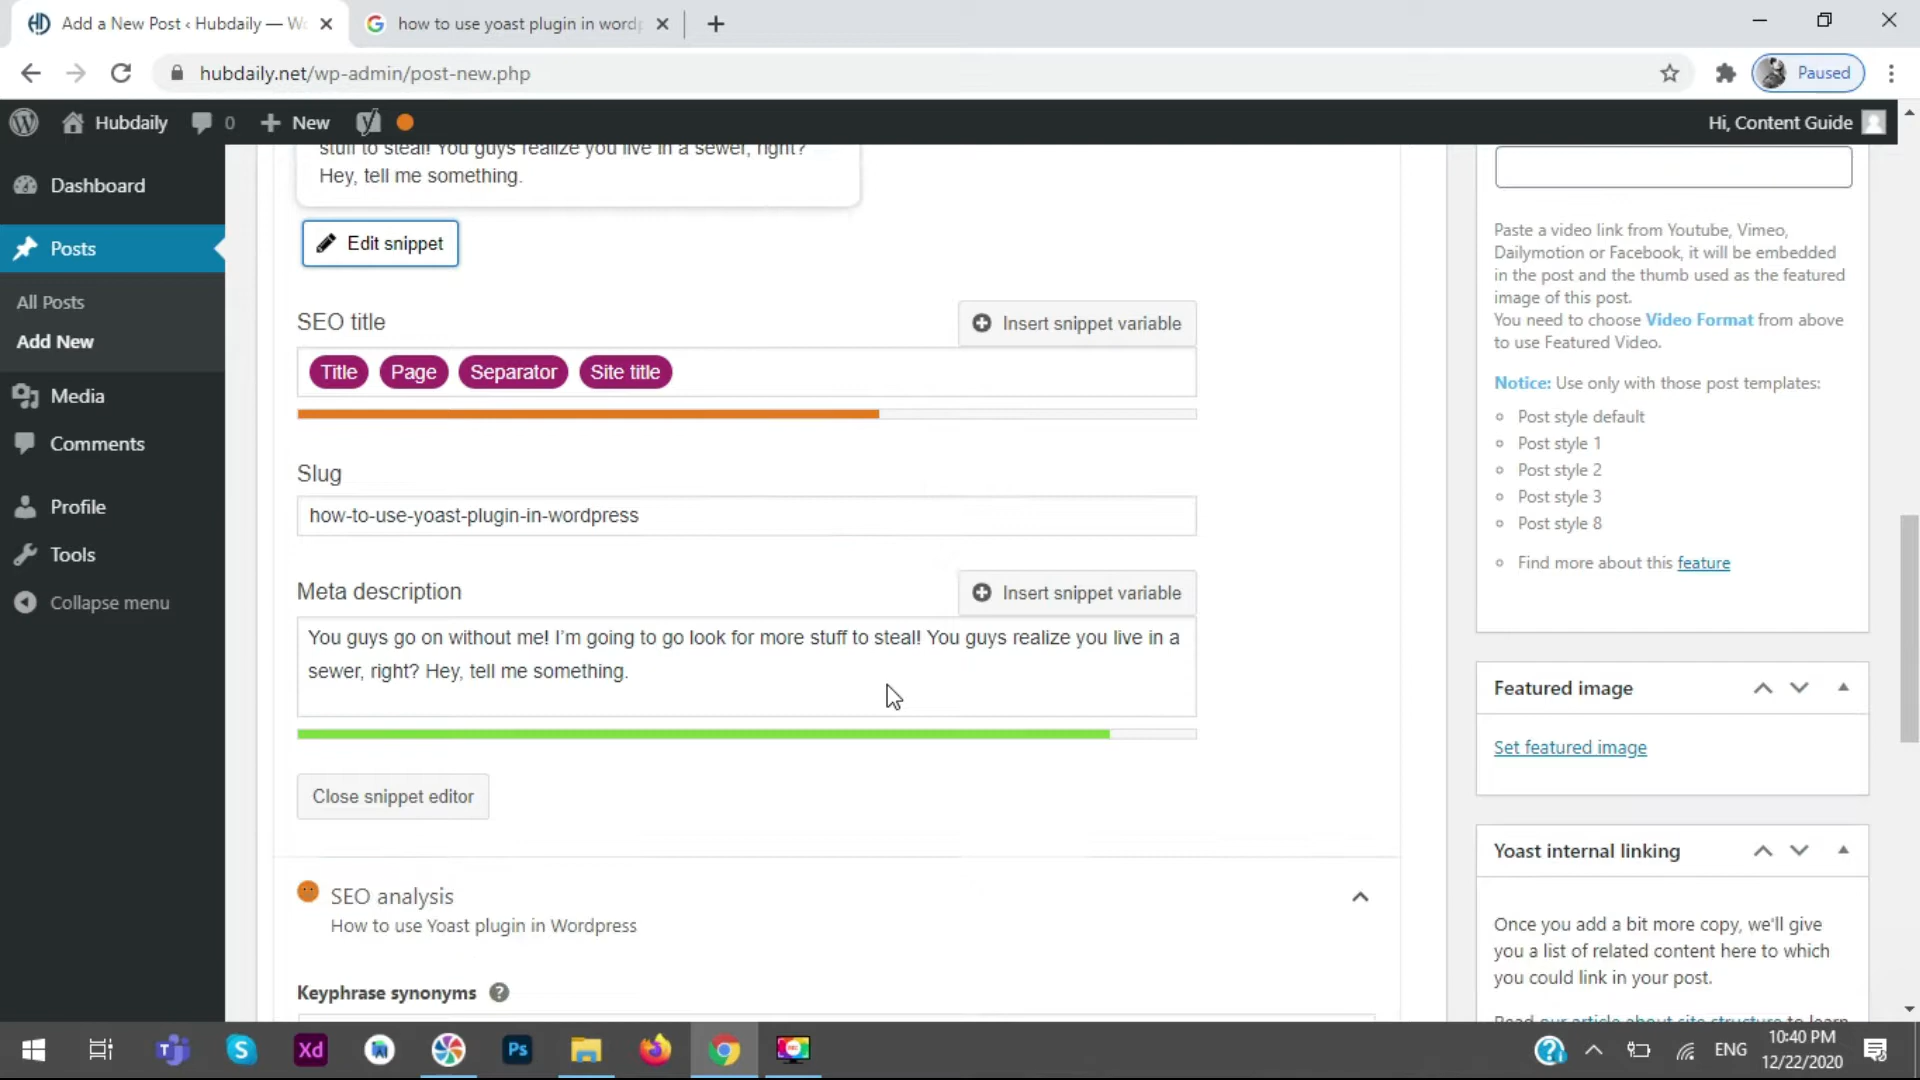 Add a New Post ‹ Hubdaily — Wo
how to use yoast plugin in word
hubdaily.net/wp-admin/post-new.php
Paused
Hubdaily
0
New
Hi, Content Guide
Dashboard
Posts
All Posts
Add New
Media
Comments
Profile
Tools
Collapse menu
stuff to steal! You guys realize you live in a sewer, right?
Hey, tell me something.
Edit snippet
SEO title
Insert snippet variable
Title Page Separator Site title
Slug
how-to-use-yoast-plugin-in-wordpress
Meta description
Insert snippet variable
You guys go on without me! I’m going to go look for more stuff to steal! You guys realize you live in a
sewer, right? Hey, tell me something.
Close snippet editor
SEO analysis
How to use Yoast plugin in Wordpress
Keyphrase synonyms ?
Paste a video link from Youtube, Vimeo,
Dailymotion or Facebook, it will be embedded
in the post and the thumb used as the featured
image of this post.
You need to choose Video Format from above
to use Featured Video.
Notice: Use only with those post templates:
Post style default
Post style 1
Post style 2
Post style 3
Post style 8
Find more about this feature
Featured image
Set featured image
Yoast internal linking
Once you add a bit more copy, we'll give
you a list of related content here to which
you could link in your post.
Read our article about site structure to learn
Xd
Ps
ENG
10:40 PM
12/22/2020